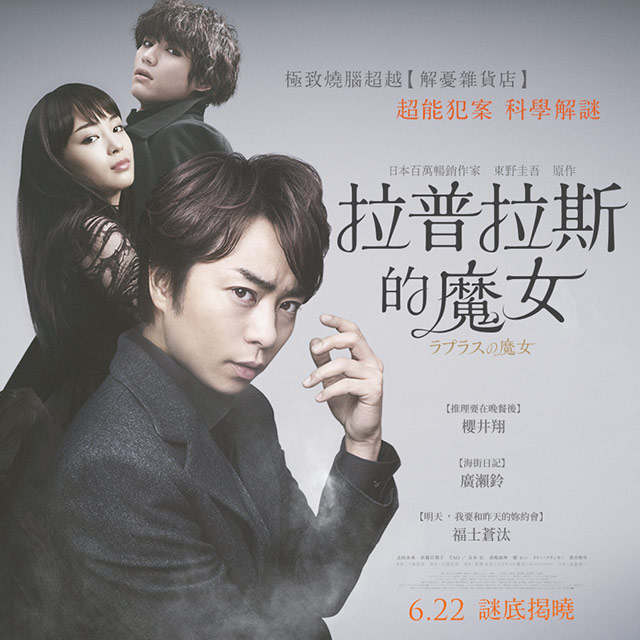 極致燒腦超越【解憂雜貨店】
超能犯案 科學解謎
日本百萬暢銷作家 東野圭吾 原作
拉普拉斯
的魔女
ラプラスの魔女
【推理要在晚餐後】
櫻井翔
【海街日記】
廣瀨鈴
【明天，我要和昨天的妳約會】
福士蒼汰
6.22 謎底揭曉